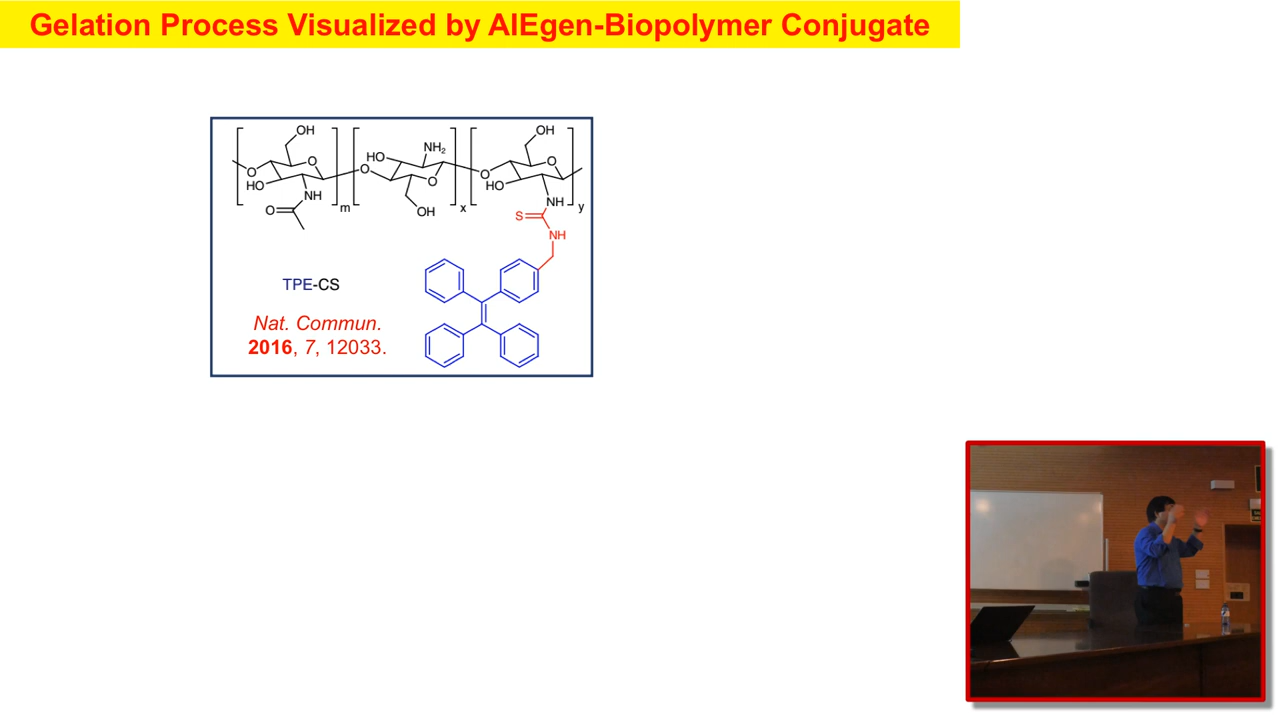 Gelation Process Visualized by AIEgen-Biopolymer Conjugate
OH
OH
O
HO
NH2
O
O
O
O
O
O
HO
HO
NH
OH
NH
O
m
x
y
S
NH
TPE-CS
Nat. Commun.
2016, 7, 12033.